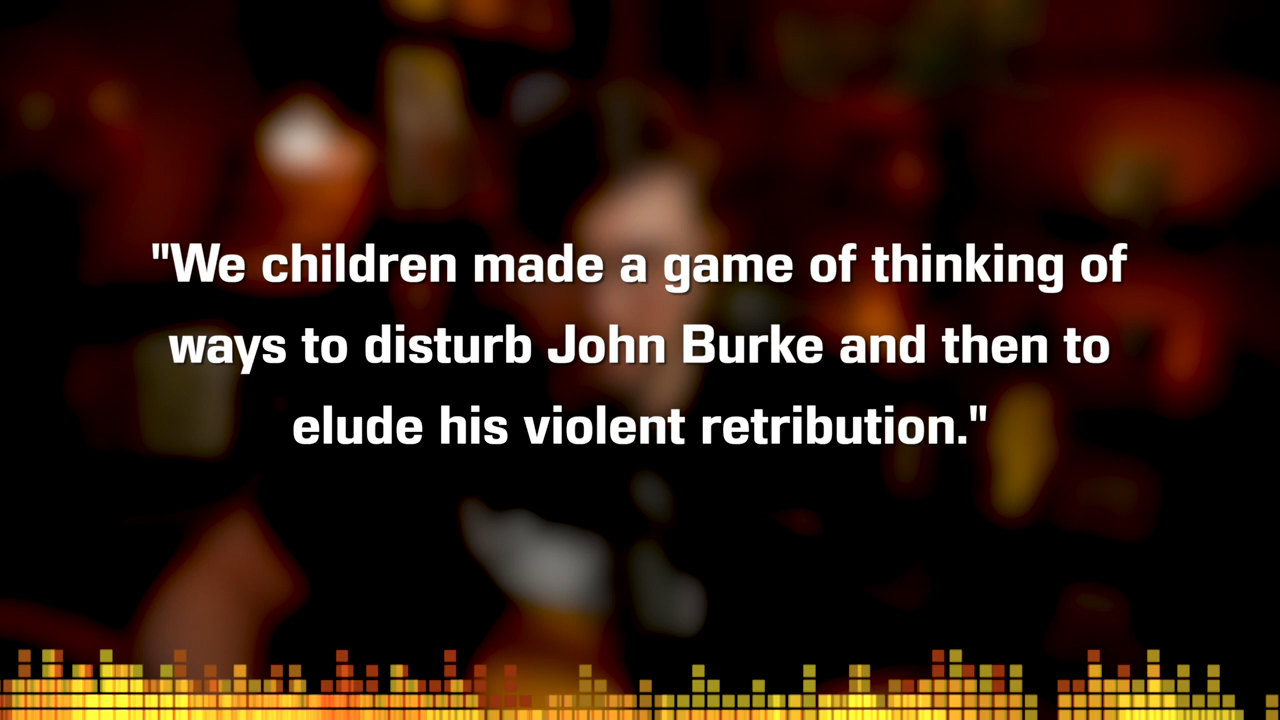 "We children made a game of thinking of
ways to disturb John Burke and then to
elude his violent retribution."